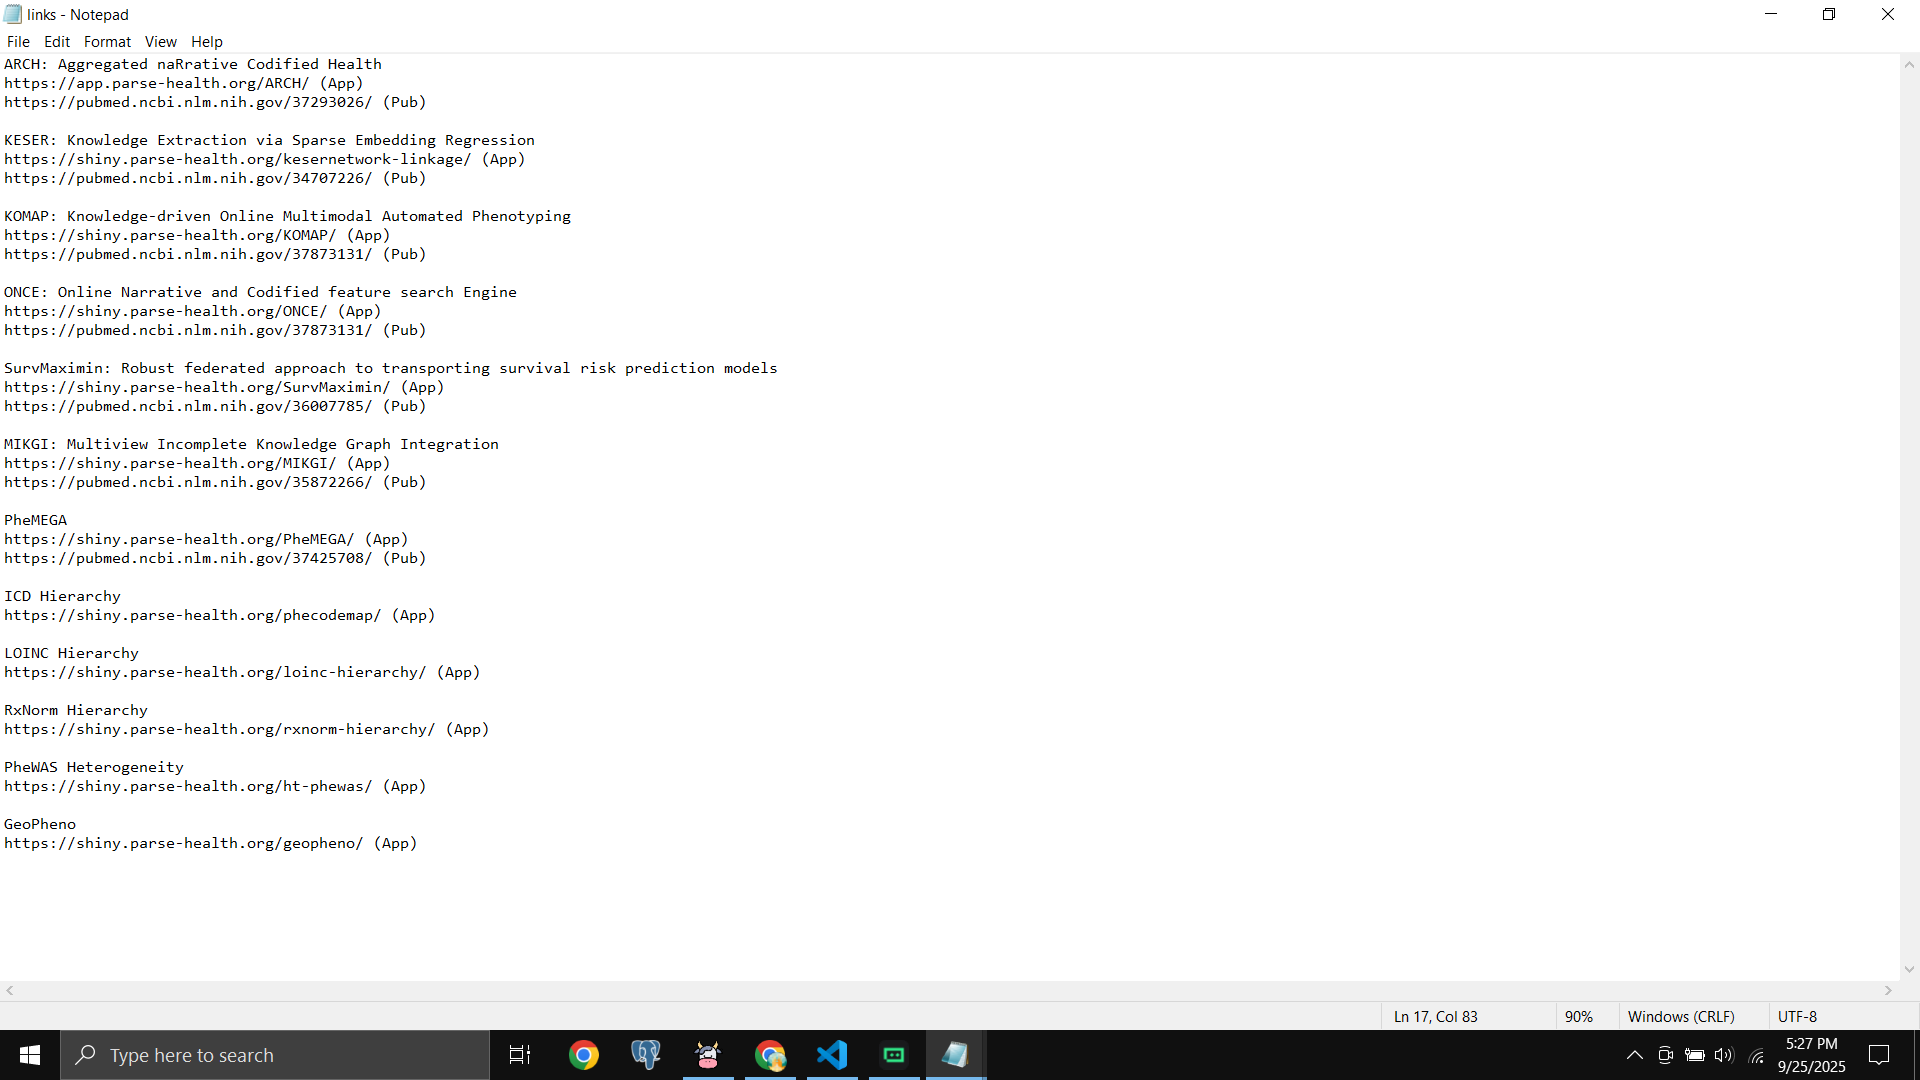 links - Notepad
File Edit Format View Help
ARCH: Aggregated naRrative Codified Health
https://app.parse-health.org/ARCH/ (App)
https://pubmed.ncbi.nlm.nih.gov/37293026/ (Pub)
KESER: Knowledge Extraction via Sparse Embedding Regression
https://shiny.parse-health.org/kesernetwork-linkage/ (App)
https://pubmed.ncbi.nlm.nih.gov/34707226/ (Pub)
KOMAP: Knowledge-driven Online Multimodal Automated Phenotyping
https://shiny.parse-health.org/KOMAP/ (App)
https://pubmed.ncbi.nlm.nih.gov/37873131/ (Pub)
ONCE: Online Narrative and Codified feature search Engine
https://shiny.parse-health.org/ONCE/ (App)
https://pubmed.ncbi.nlm.nih.gov/37873131/ (Pub)
SurvMaximin: Robust federated approach to transporting survival risk prediction models
https://shiny.parse-health.org/SurvMaximin/ (App)
https://pubmed.ncbi.nlm.nih.gov/36007785/ (Pub)
MIKGI: Multiview Incomplete Knowledge Graph Integration
https://shiny.parse-health.org/MIKGI/ (App)
https://pubmed.ncbi.nlm.nih.gov/35872266/ (Pub)
PheMEGA
https://shiny.parse-health.org/PheMEGA/ (App)
https://pubmed.ncbi.nlm.nih.gov/37425708/ (Pub)
ICD Hierarchy
https://shiny.parse-health.org/phecodemap/ (App)
LOINC Hierarchy
https://shiny.parse-health.org/loinc-hierarchy/ (App)
RxNorm Hierarchy
https://shiny.parse-health.org/rxnorm-hierarchy/ (App)
PheWAS Heterogeneity
https://shiny.parse-health.org/ht-phewas/ (App)
GeoPheno
https://shiny.parse-health.org/geopheno/ (App)
Ln 17, Col 83 90% Windows (CRLF) UTF-8
Type here to search
5:27 PM
9/25/2025